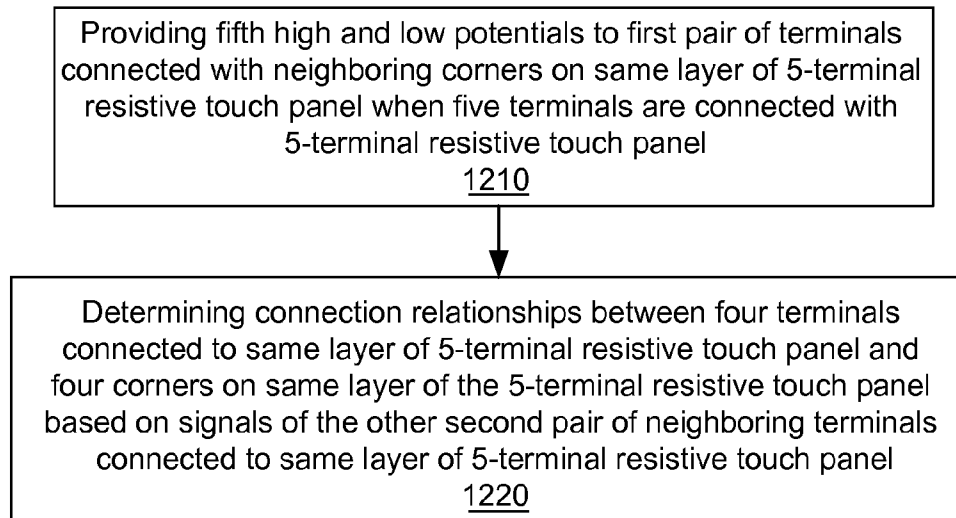 Providing fifth high and low potentials to first pair of terminals
connected with neighboring corners on same layer of 5-terminal
resistive touch panel when five terminals are connected with
5-terminal resistive touch panel
1210
Determining connection relationships between four terminals
connected to same layer of 5-terminal resistive touch panel and
four corners on same layer of the 5-terminal resistive touch panel
based on signals of the other second pair of neighboring terminals
connected to same layer of 5-terminal resistive touch panel
1220